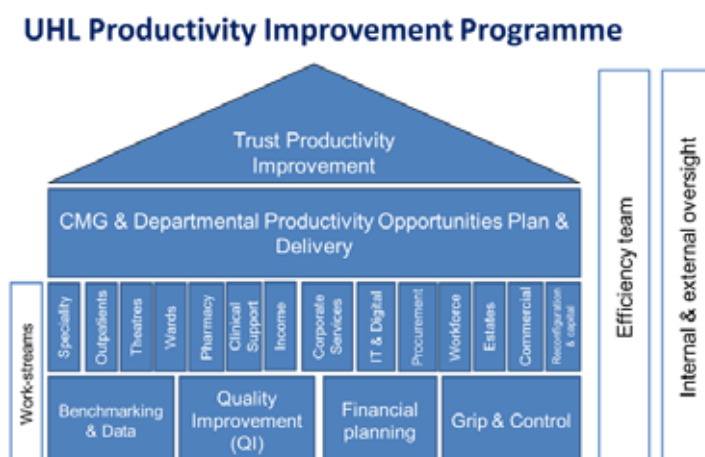 UHL Productivity Improvement Programme
Trust Productivity
Improvement
CMG & Departmental Productivity Opportunities Plan &
Delivery
Work-streams
Speciality
Outpatients
Theatres
Wards
Pharmacy
Clinical
Support
Income
Corporate
Services
IT & Digital
Procurement
Workforce
Estates
Commercial
Reconfiguration
& capital
Benchmarking
& Data
Quality
Improvement
(QI)
Financial
planning
Grip & Control
Efficiency team
Internal & external oversight